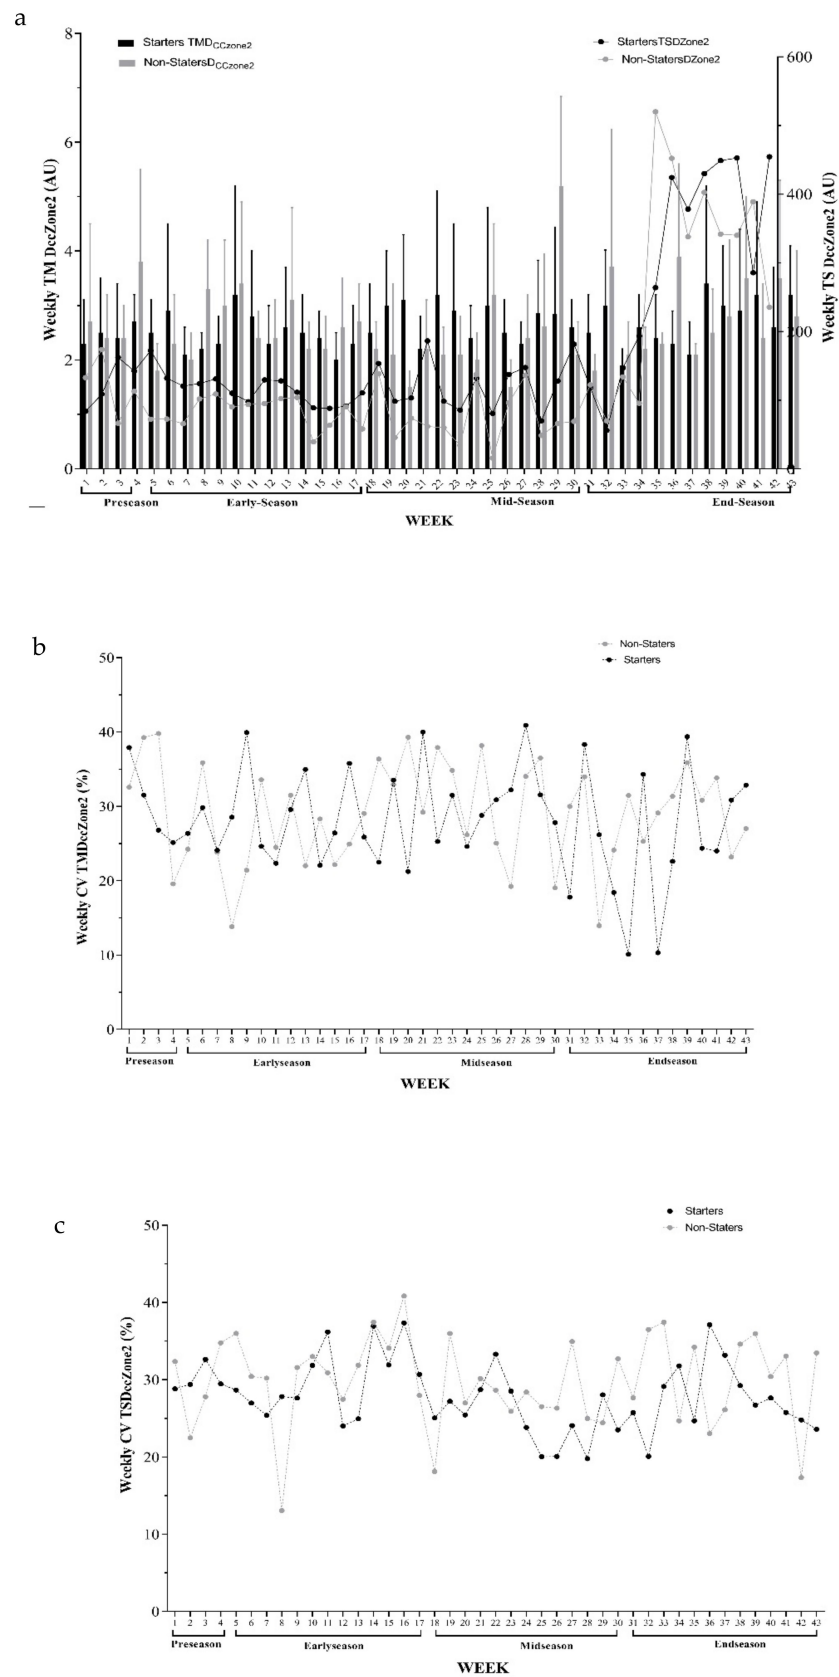 a
Starters TMD CCzone2
Non-StatersD CCzone2
StartersTSDZone2
Non-StatersDZone2
Weekly TM DccZone2 (AU)
8
6
4
2
0
Weekly TS DccZone2 (AU)
600
400
200
1 2 3 4 5 6 7 8 9 10 11 12 13 14 15 16 17 18 19 20 21 22 23 24 25 26 27 28 29 30 31 32 33 34 35 36 37 38 39 40 41 42 43
Preseason Early-Season Mid-Season End-Season
WEEK
b
Non-Staters
Starters
Weekly CV TMDccZone2 (%)
50
40
30
20
10
0
1 2 3 4 5 6 7 8 9 10 11 12 13 14 15 16 17 18 19 20 21 22 23 24 25 26 27 28 29 30 31 32 33 34 35 36 37 38 39 40 41 42 43
Preseason Earlyseason Midseason Endseason
WEEK
c
Starters
Non-Staters
Weekly CV TSDccZone2 (%)
50
40
30
20
10
0
1 2 3 4 5 6 7 8 9 10 11 12 13 14 15 16 17 18 19 20 21 22 23 24 25 26 27 28 29 30 31 32 33 34 35 36 37 38 39 40 41 42 43
Preseason Earlyseason Midseason Endseason
WEEK